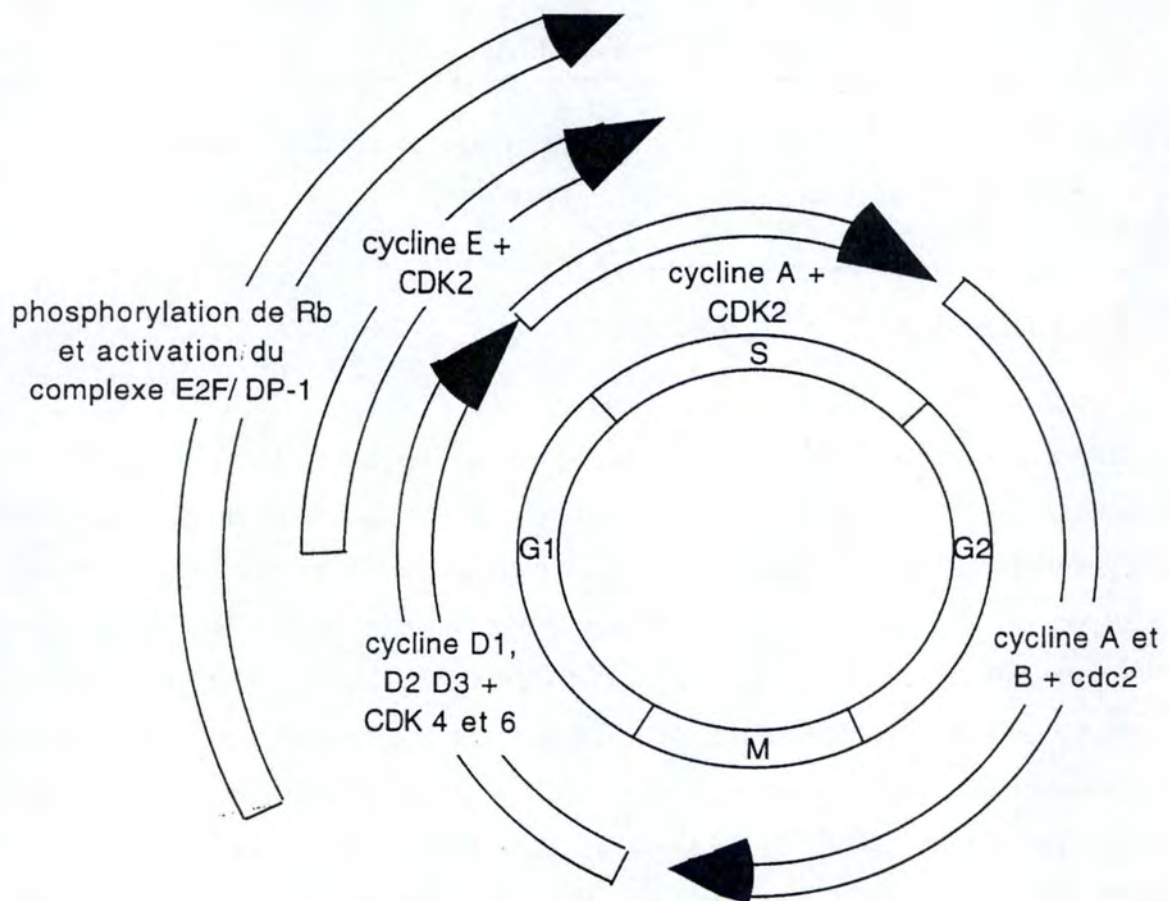 cycline E +
CDK2
cycline A +
CDK2
phosphorylation de Rb
et activation du
complexe E2F/ DP-1
S
G1
G2
cycline D1,
D2 D3 +
CDK 4 et 6
cycline A et
B + cdc2
M